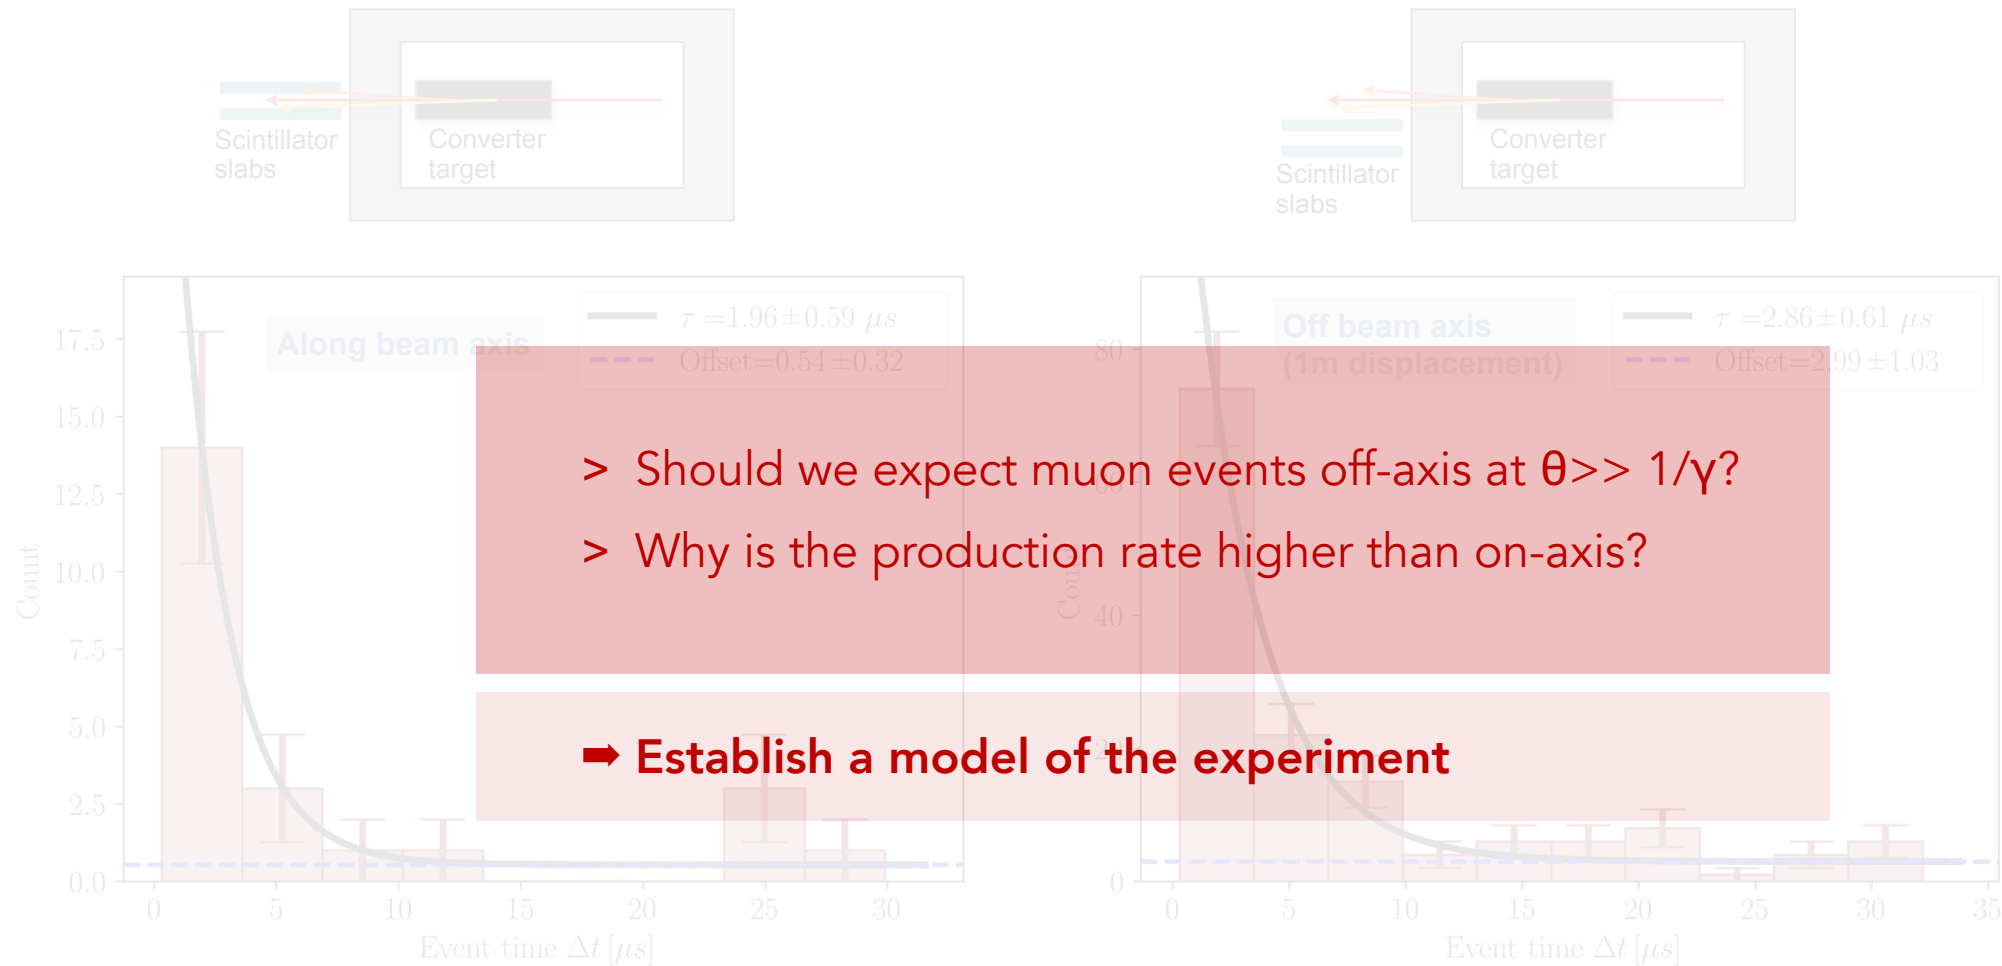 Scintillator
slabs
Converter
target
Scintillator
slabs
Converter
target
Along beam axis
τ =1.96±0.59 μs
Offset=0.54±0.32
17.5
15.0
12.5
10.0
7.5
5.0
2.5
0.0
Count
0 5 10 15 20 25 30
Event time Δt [μs]
Off beam axis
(1m displacement)
τ =2.86±0.61 μs
Offset=2.99±1.03
80
60
40
20
0
Count
0 5 10 15 20 25 30 35
Event time Δt [μs]
> Should we expect muon events off-axis at θ>> 1/γ?
> Why is the production rate higher than on-axis?
➡ Establish a model of the experiment